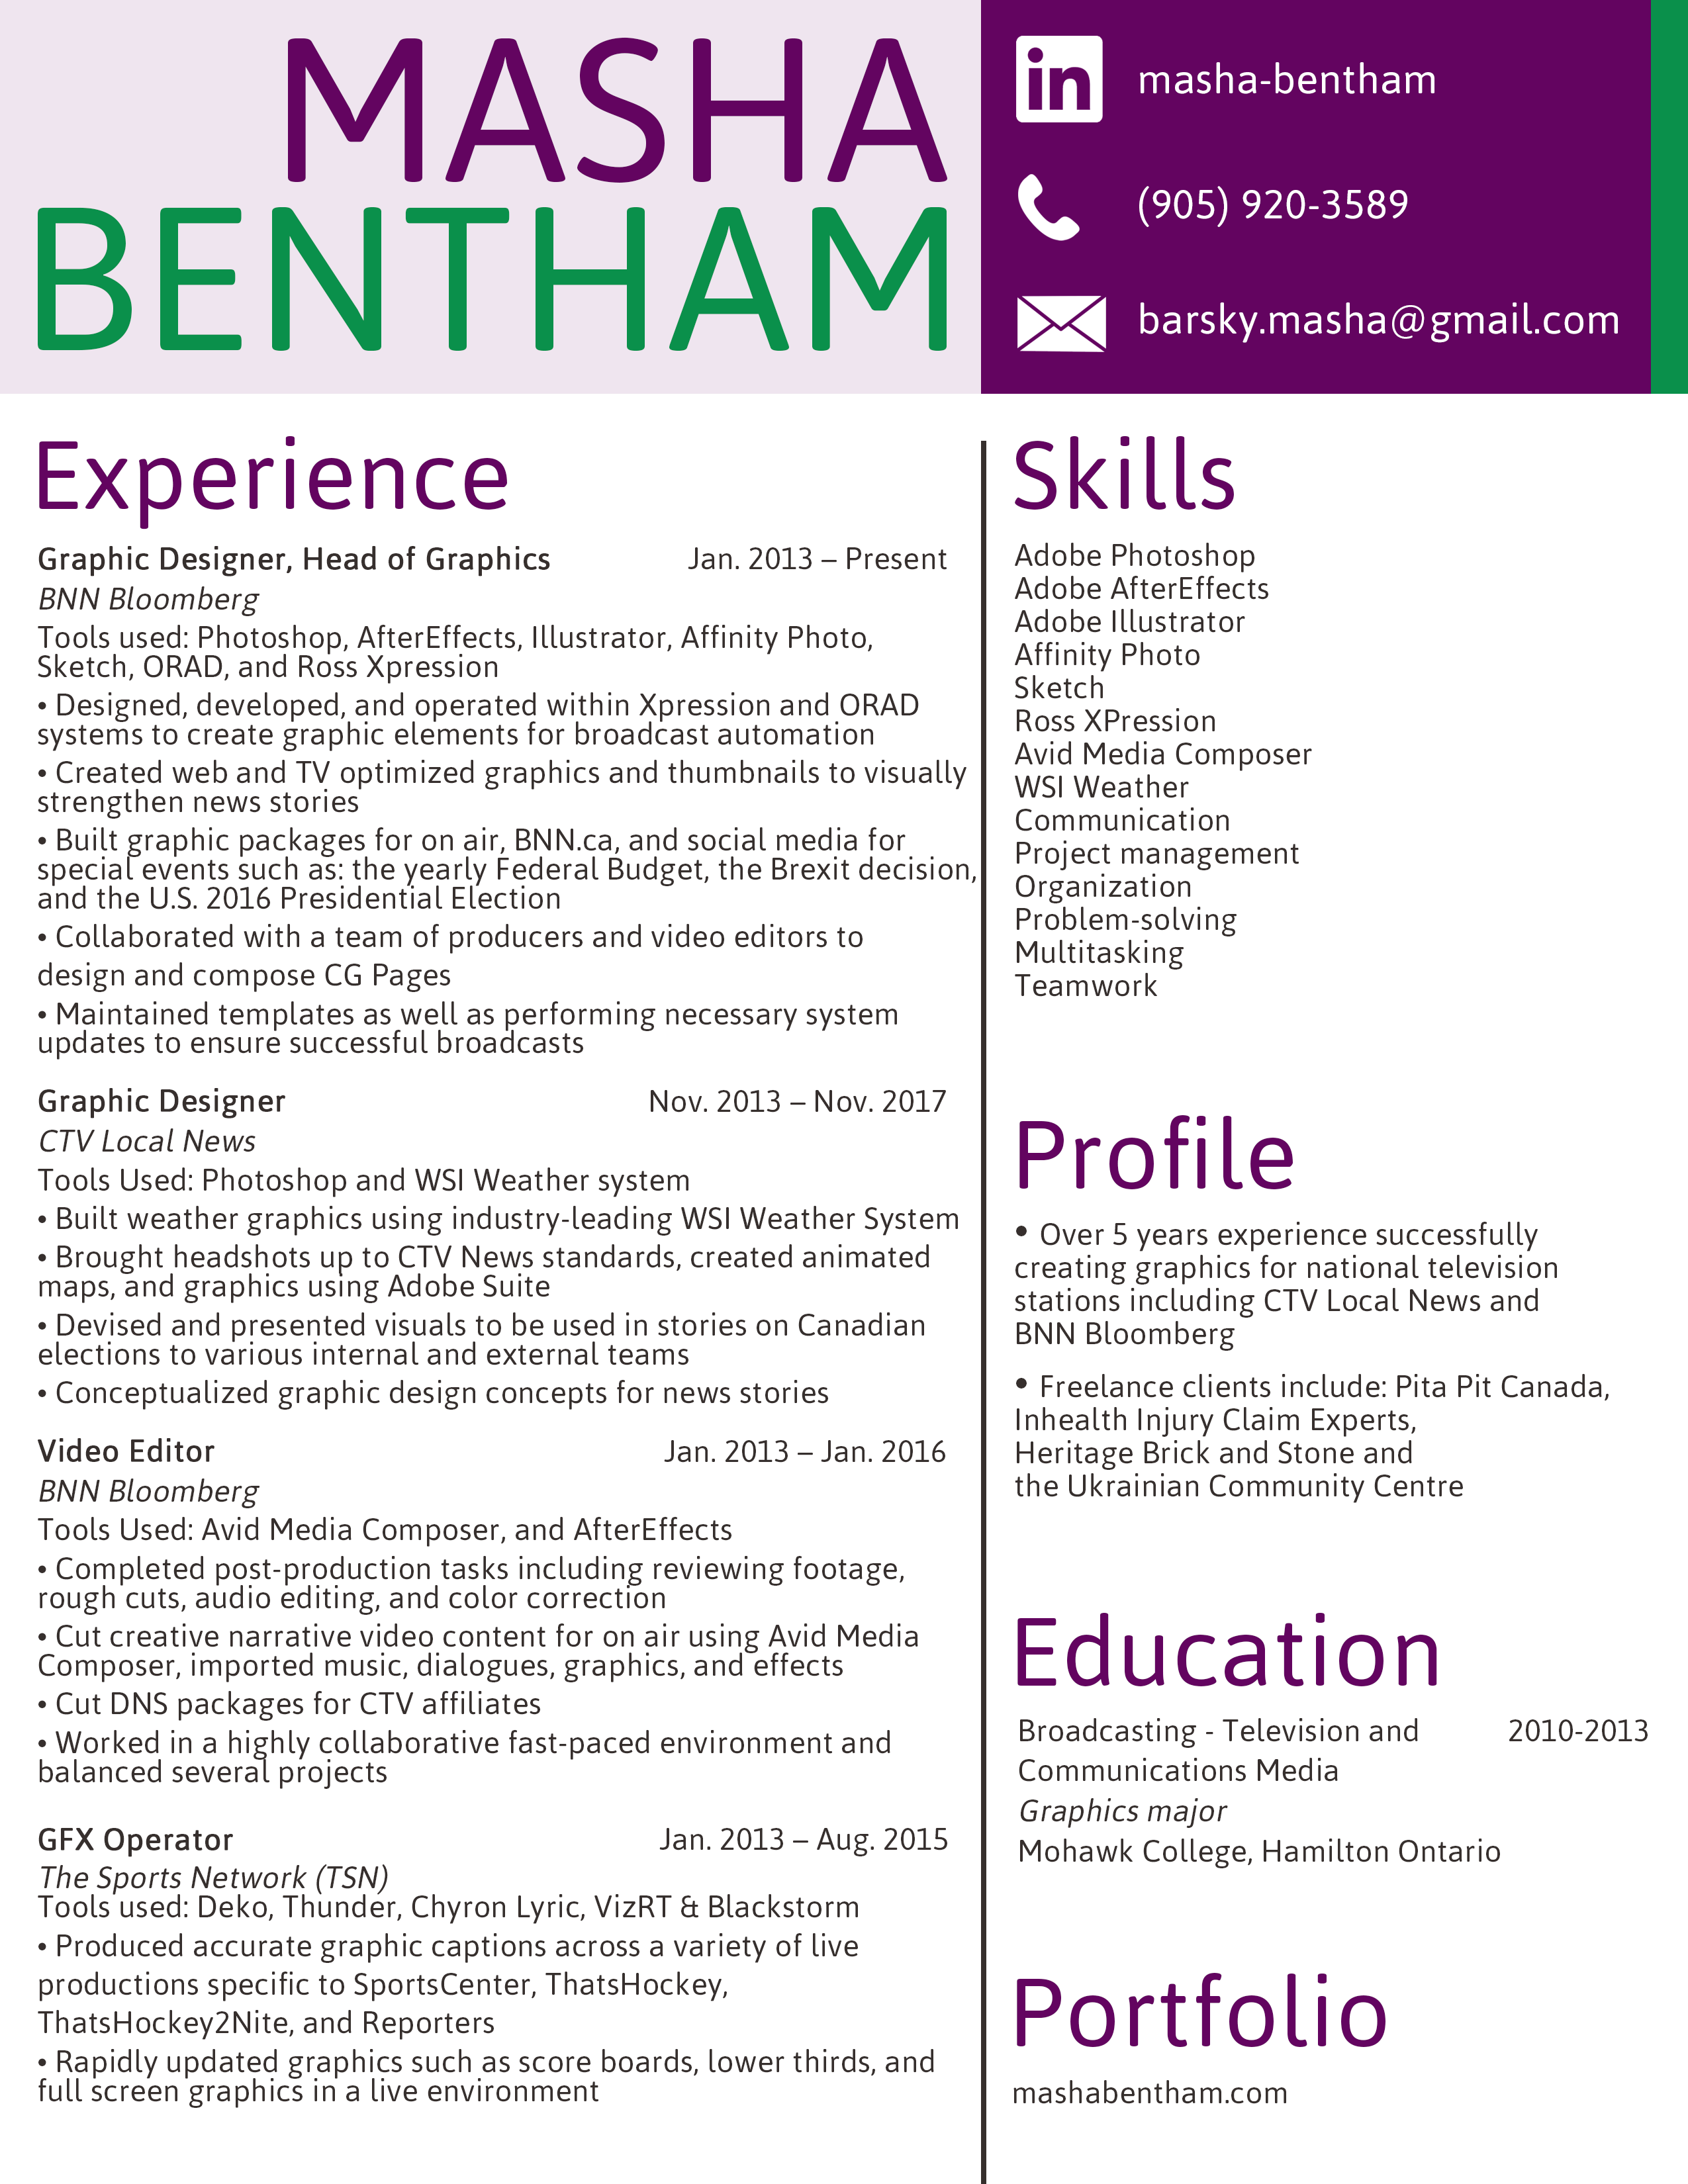 MASHA
BENTHAM
in masha-bentham
(905) 920-3589
barsky.masha@gmail.com
Experience
Graphic Designer, Head of Graphics Jan. 2013 – Present
BNN Bloomberg
Tools used: Photoshop, AfterEffects, Illustrator, Affinity Photo,
Sketch, ORAD, and Ross Xpression
• Designed, developed, and operated within Xpression and ORAD
systems to create graphic elements for broadcast automation
• Created web and TV optimized graphics and thumbnails to visually
strengthen news stories
• Built graphic packages for on air, BNN.ca, and social media for
special events such as: the yearly Federal Budget, the Brexit decision,
and the U.S. 2016 Presidential Election
• Collaborated with a team of producers and video editors to
design and compose CG Pages
• Maintained templates as well as performing necessary system
updates to ensure successful broadcasts
Graphic Designer Nov. 2013 – Nov. 2017
CTV Local News
Tools Used: Photoshop and WSI Weather system
• Built weather graphics using industry-leading WSI Weather System
• Brought headshots up to CTV News standards, created animated
maps, and graphics using Adobe Suite
• Devised and presented visuals to be used in stories on Canadian
elections to various internal and external teams
• Conceptualized graphic design concepts for news stories
Video Editor Jan. 2013 – Jan. 2016
BNN Bloomberg
Tools Used: Avid Media Composer, and AfterEffects
• Completed post-production tasks including reviewing footage,
rough cuts, audio editing, and color correction
• Cut creative narrative video content for on air using Avid Media
Composer, imported music, dialogues, graphics, and effects
• Cut DNS packages for CTV affiliates
• Worked in a highly collaborative fast-paced environment and
balanced several projects
GFX Operator Jan. 2013 – Aug. 2015
The Sports Network (TSN)
Tools used: Deko, Thunder, Chyron Lyric, VizRT & Blackstorm
• Produced accurate graphic captions across a variety of live
productions specific to SportsCenter, ThatsHockey,
ThatsHockey2Nite, and Reporters
• Rapidly updated graphics such as score boards, lower thirds, and
full screen graphics in a live environment
Skills
Adobe Photoshop
Adobe AfterEffects
Adobe Illustrator
Affinity Photo
Sketch
Ross XPression
Avid Media Composer
WSI Weather
Communication
Project management
Organization
Problem-solving
Multitasking
Teamwork
Profile
• Over 5 years experience successfully
creating graphics for national television
stations including CTV Local News and
BNN Bloomberg
• Freelance clients include: Pita Pit Canada,
Inhealth Injury Claim Experts,
Heritage Brick and Stone and
the Ukrainian Community Centre
Education
Broadcasting - Television and 2010-2013
Communications Media
Graphics major
Mohawk College, Hamilton Ontario
Portfolio
mashabentham.com